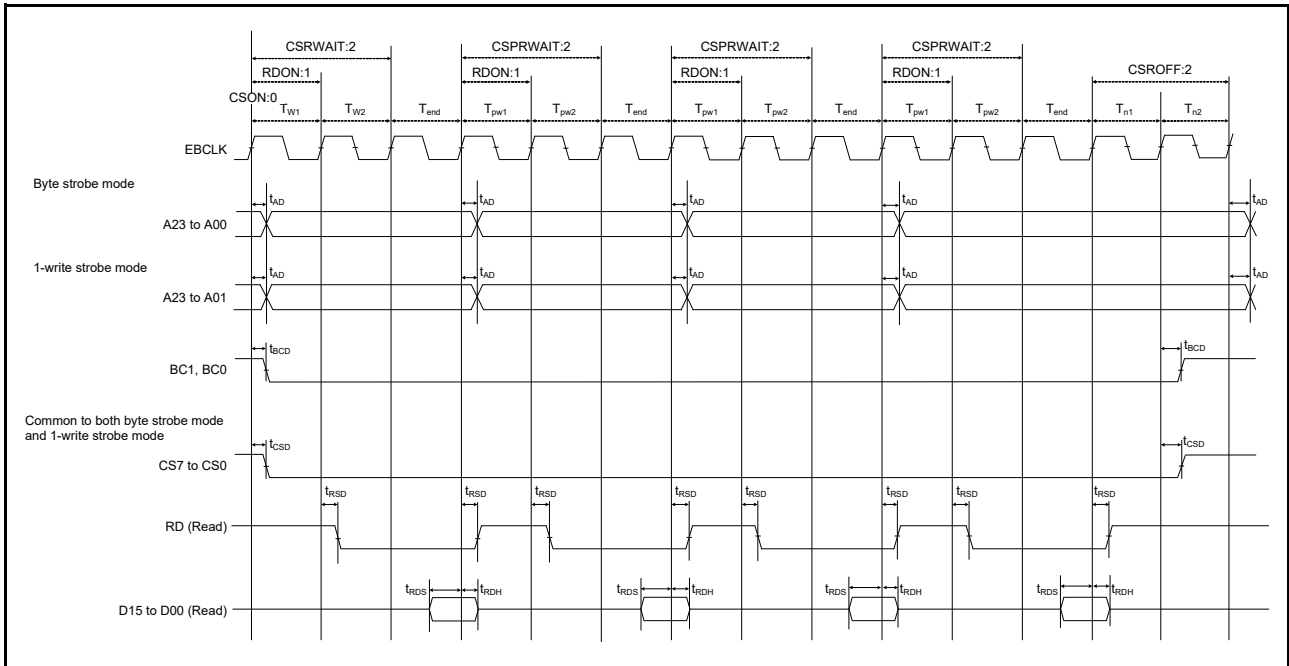 CSRWAIT:2 CSPRWAIT:2 CSPRWAIT:2 CSPRWAIT:2
RDON:1 RDON:1 RDON:1 RDON:1 CSROFF:2
CSON:0
TW1 TW2 Tend Tpw1 Tpw2 Tend Tpw1 Tpw2 Tend Tpw1 Tpw2 Tend Tn1 Tn2
EBCLK
Byte strobe mode
tAD tAD tAD tAD tAD
A23 to A00
1-write strobe mode
tAD tAD tAD tAD tAD
A23 to A01
tBCD tBCD
BC1, BC0
Common to both byte strobe mode
and 1-write strobe mode
tCSD tCSD
CS7 to CS0
tRSD tRSD tRSD tRSD tRSD tRSD tRSD tRSD
RD (Read)
tRDS tRDH tRDS tRDH tRDS tRDH tRDS tRDH
D15 to D00 (Read)